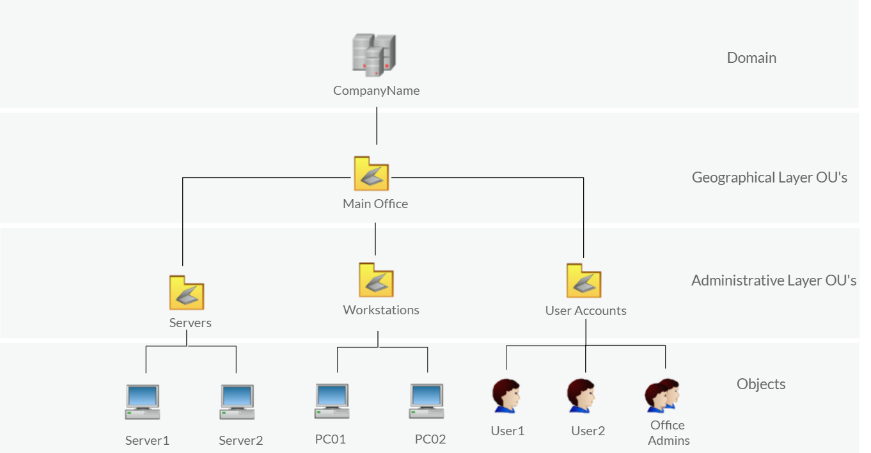 Domain
CompanyName
Geographical Layer OU's
Main Office
Administrative Layer OU's
Servers
Workstations
User Accounts
Objects
Server1
Server2
PC01
PC02
User1
User2
Office
Admins